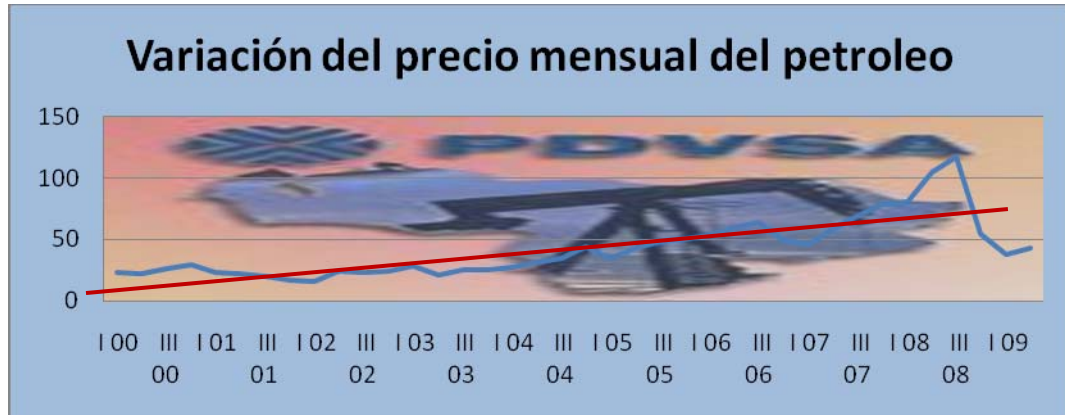 Variación del precio mensual del petroleo
150
PDVSA
100
50
0
I 00 III I 01 III I 02 III I 03 III I 04 III I 05 III I 06 III I 07 III I 08 III I 09
00 01 02 03 04 05 06 07 08